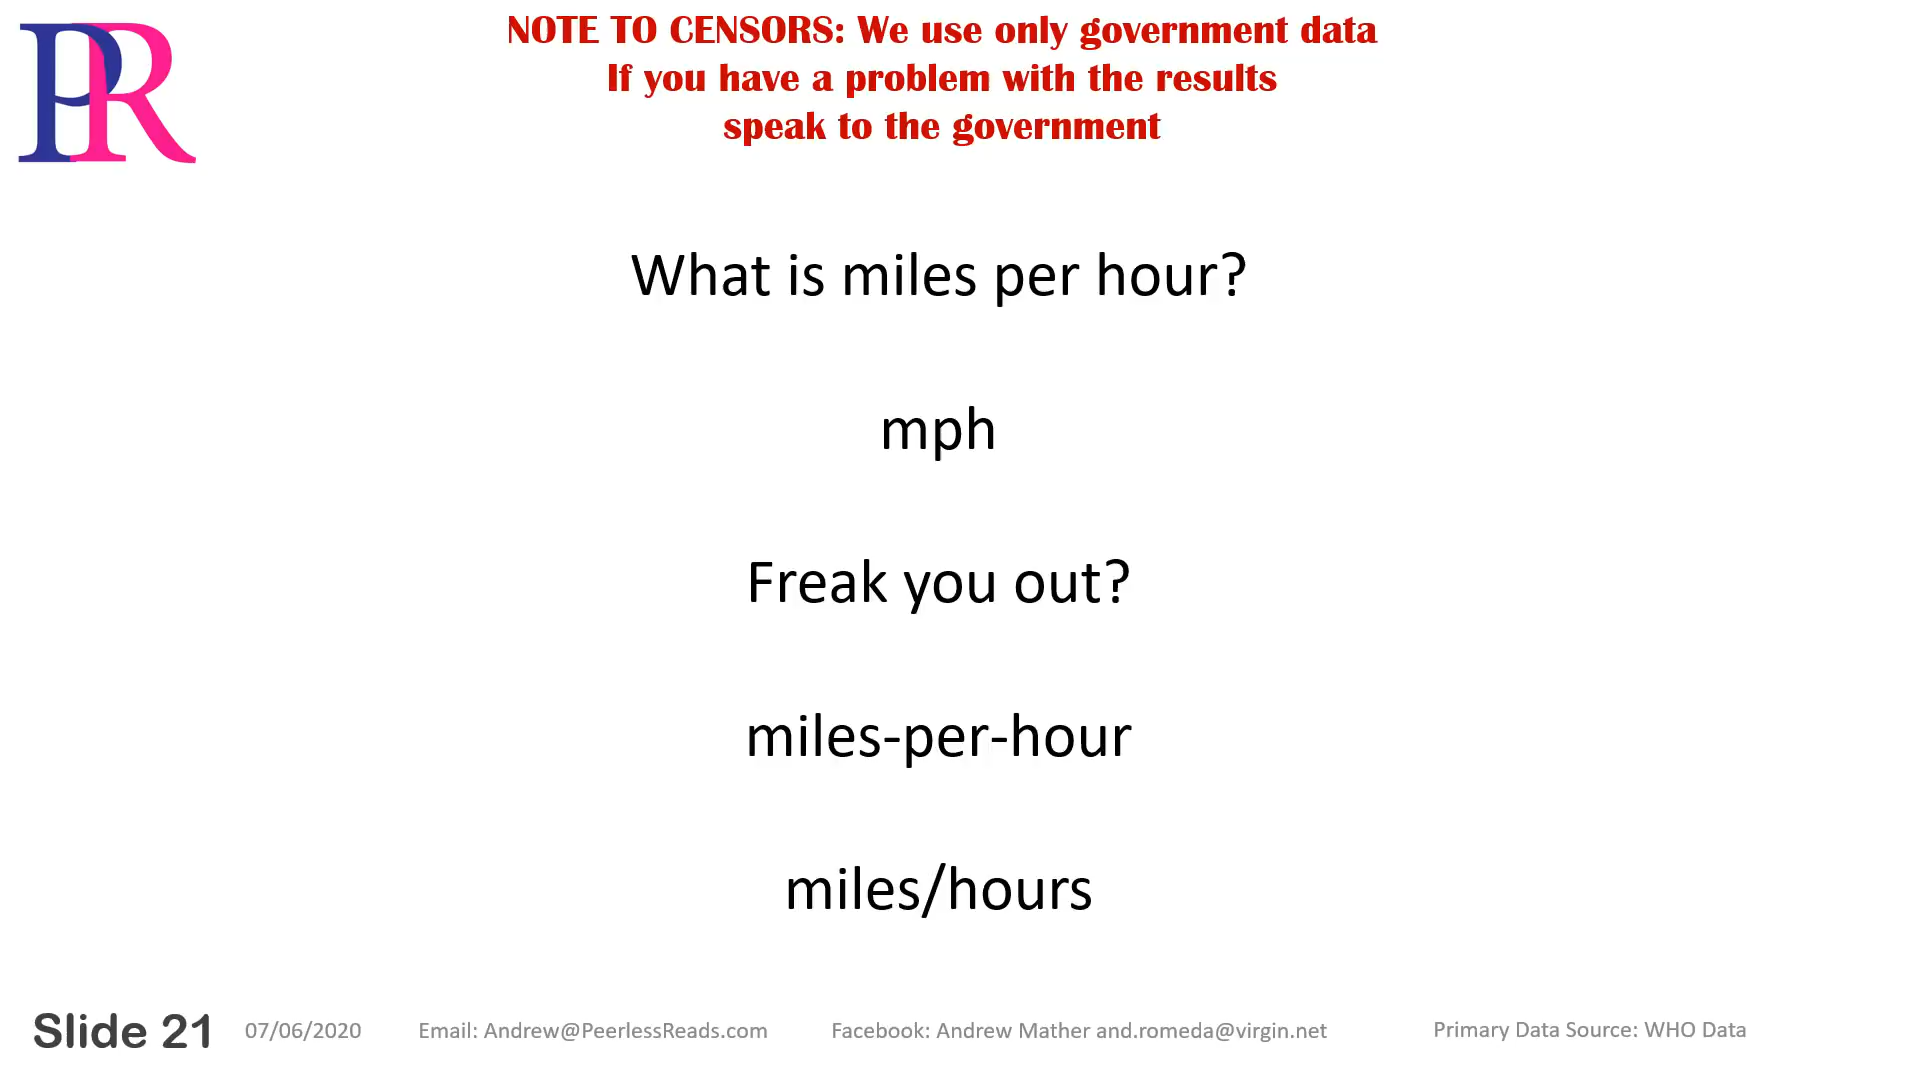 PR
NOTE TO CENSORS: We use only government data
If you have a problem with the results
speak to the government
What is miles per hour?
mph
Freak you out?
miles-per-hour
miles/hours
Slide 21 07/06/2020 Email: Andrew@PeerlessReads.com Facebook: Andrew Mather and.romeda@virgin.net Primary Data Source: WHO Data